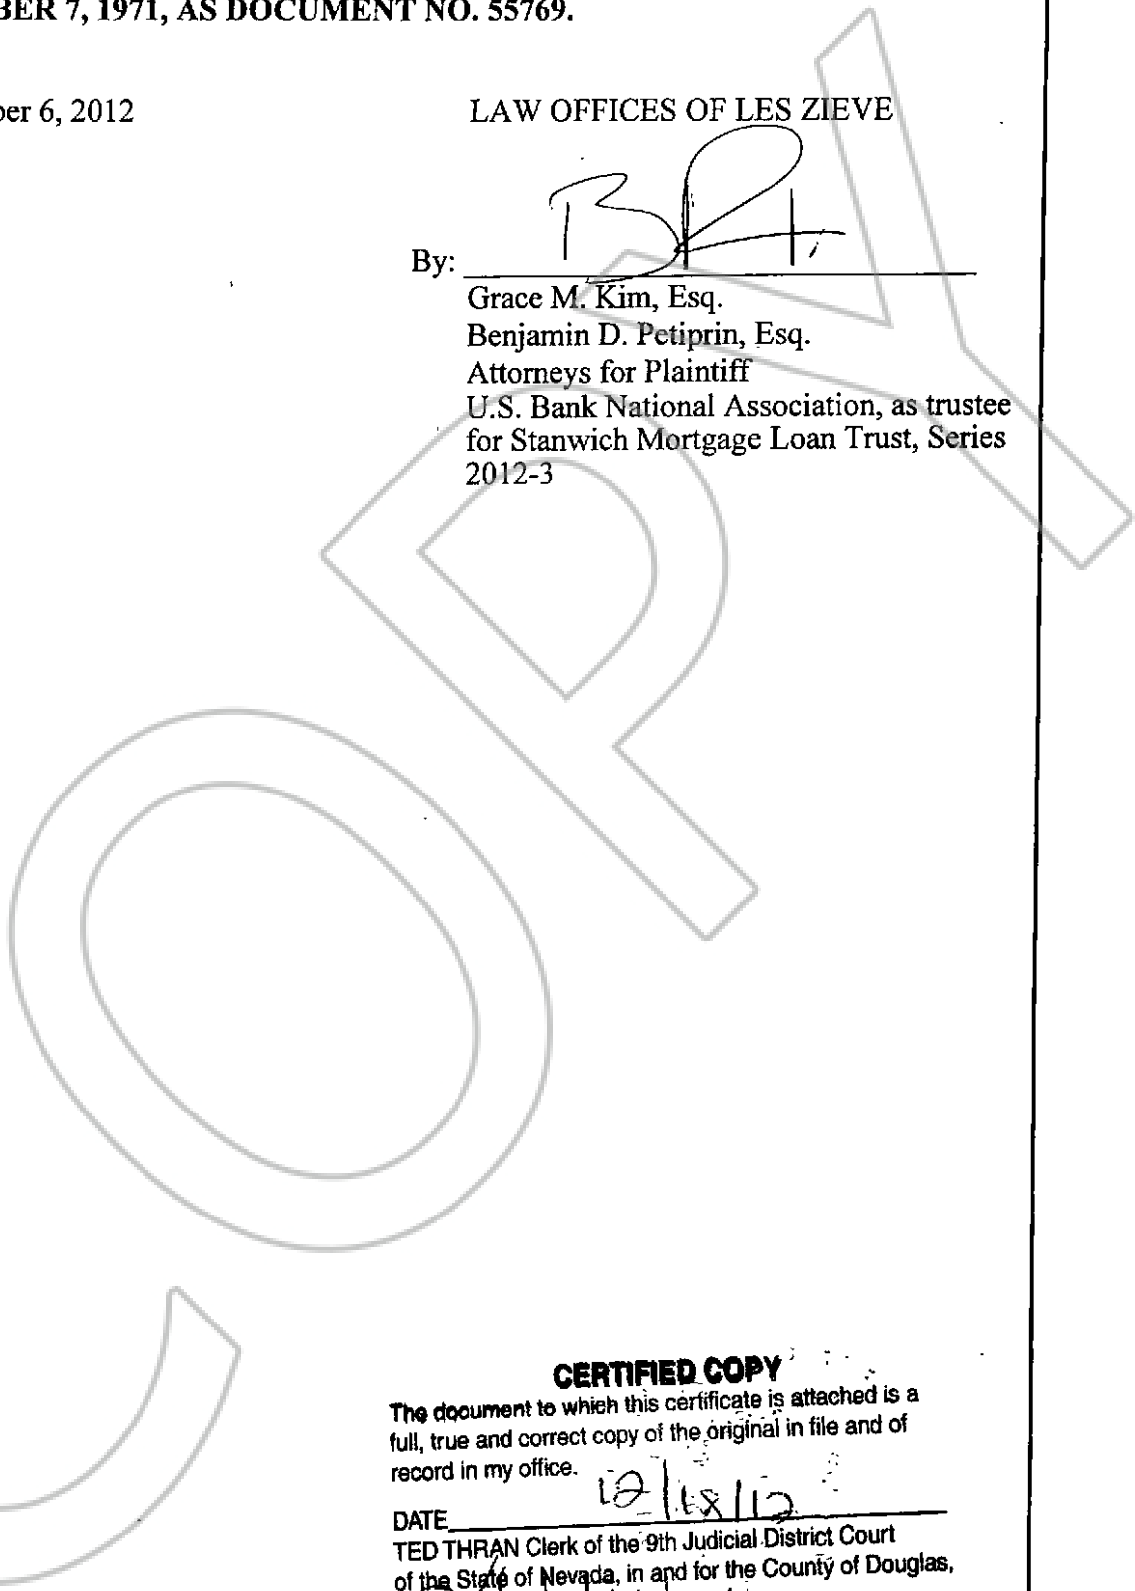 BER 7, 1971, AS DOCUMENT NO. 55769.
ber 6, 2012
LAW OFFICES OF LES ZIEVE
By:
Grace M. Kim, Esq.
Benjamin D. Petiprin, Esq.
Attorneys for Plaintiff
U.S. Bank National Association, as trustee
for Stanwich Mortgage Loan Trust, Series
2012-3
COPY
CERTIFIED COPY
The document to which this certificate is attached is a
full, true and correct copy of the original in file and of
record in my office.
DATE 12/18/12
TED THRAN Clerk of the 9th Judicial District Court
of the State of Nevada, in and for the County of Douglas,